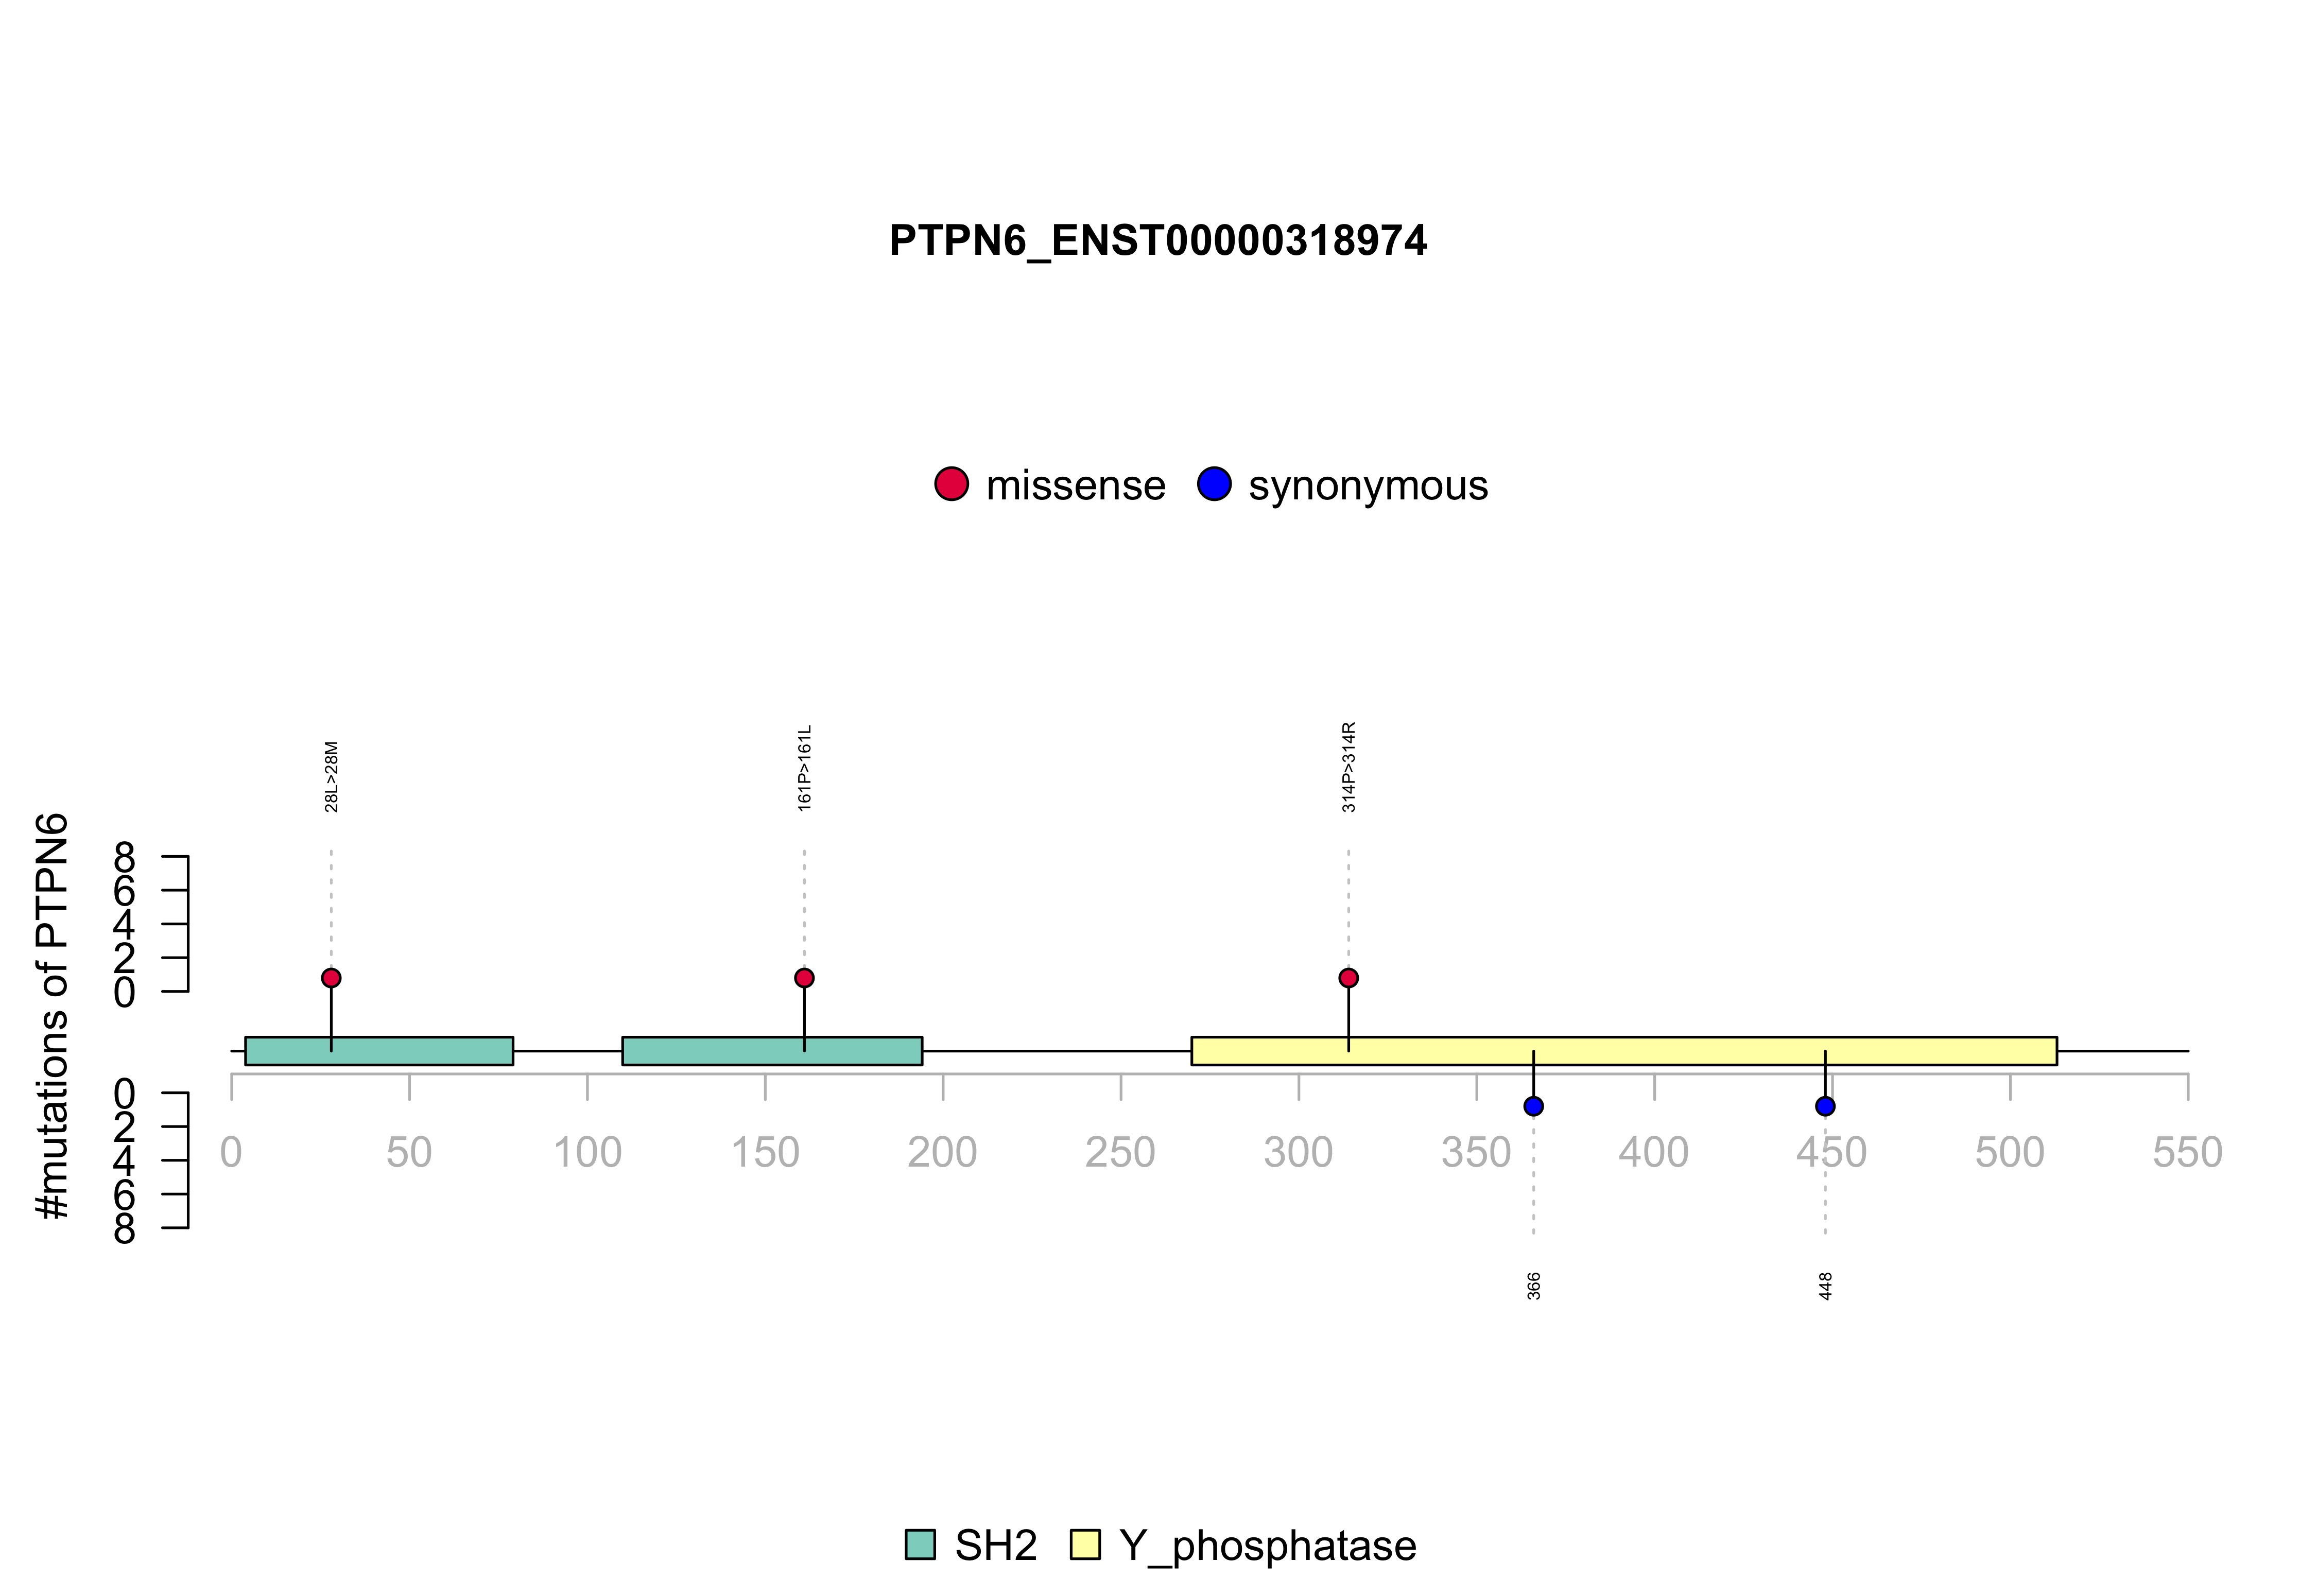 PTPN6_ENST00000318974
missense synonymous
28L>28M 161P>161L 314P>314R
#mutations of PTPN6
8
6
4
2
0
0
2
4
6
8
0 50 100 150 200 250 300 350 400 450 500 550
366 448
SH2 Y_phosphatase